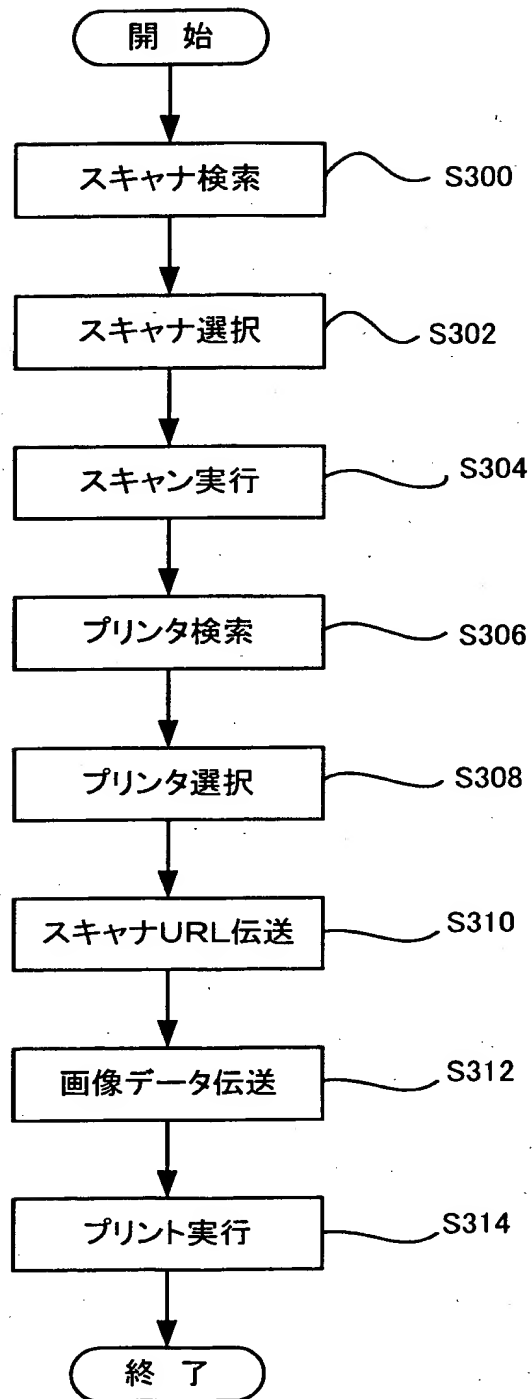 開 始
スキャナ検索 S300
スキャナ選択 S302
スキャン実行 S304
プリンタ検索 S306
プリンタ選択 S308
スキャナURL伝送 S310
画像データ伝送 S312
プリント実行 S314
終 了